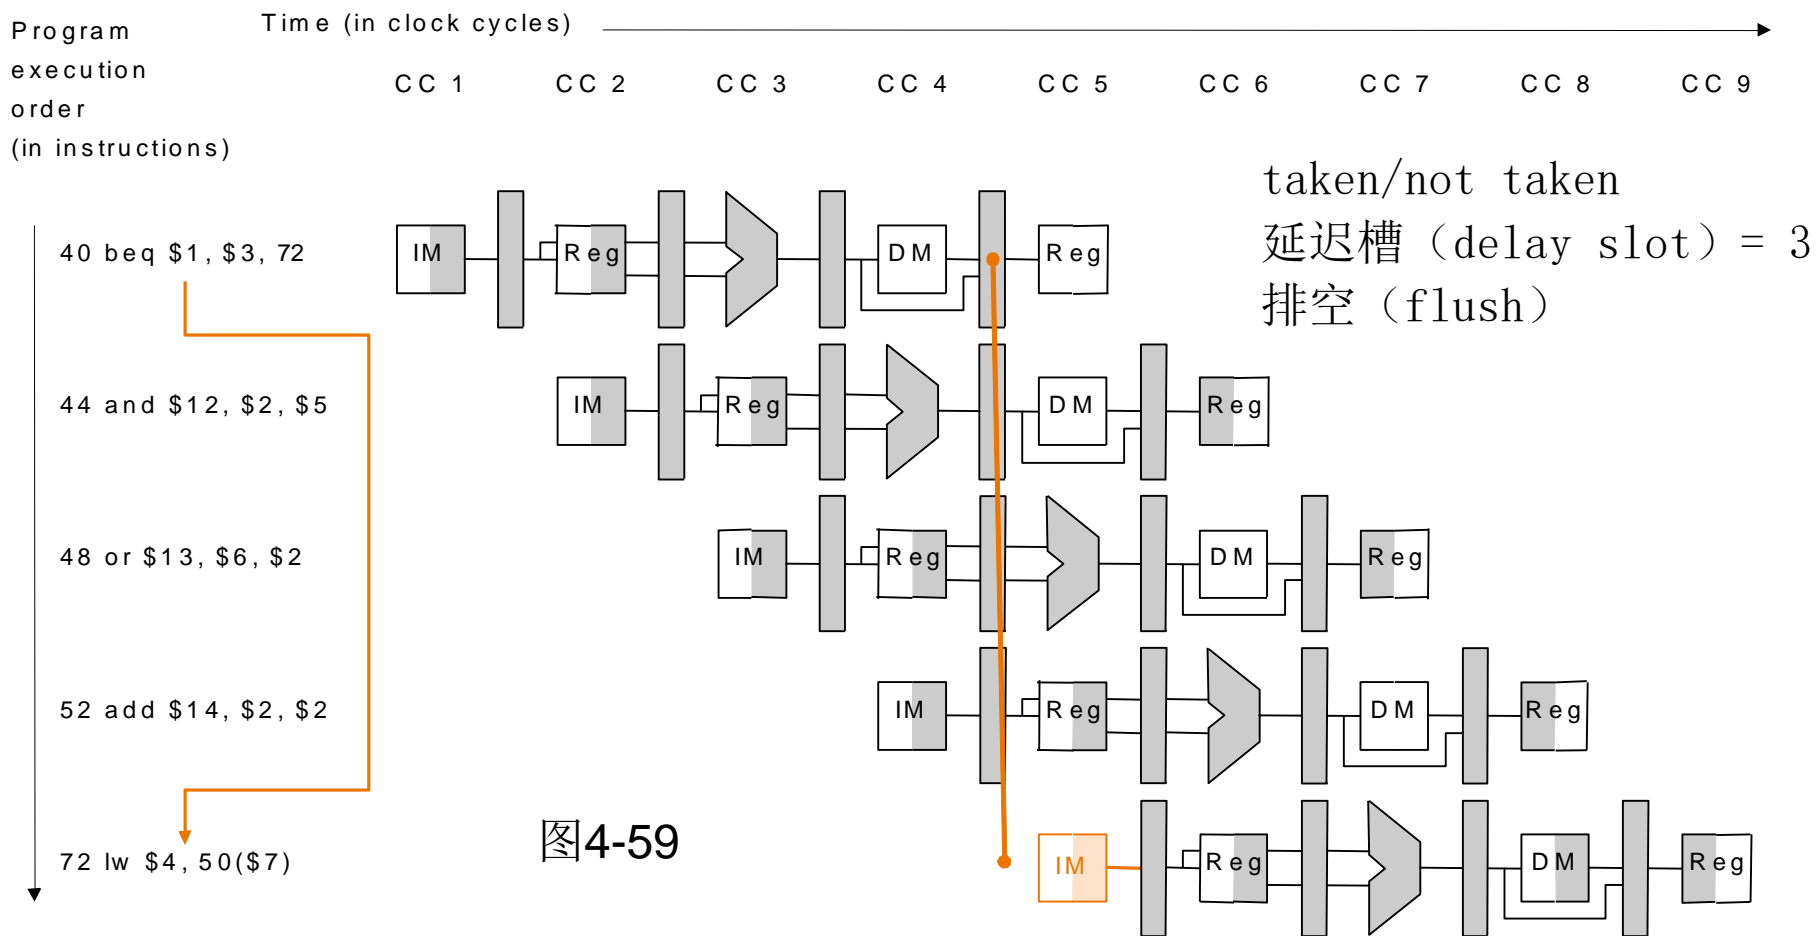 Program
execution
order
(in instructions)
Time (in clock cycles)
CC 1 CC 2 CC 3 CC 4 CC 5 CC 6 CC 7 CC 8 CC 9
taken/not taken
延迟槽（delay slot）= 3
排空（flush）
40 beq $1, $3, 72
IM Reg DM Reg
44 and $12, $2, $5
IM Reg DM Reg
48 or $13, $6, $2
IM Reg DM Reg
52 add $14, $2, $2
IM Reg DM Reg
72 lw $4, 50($7)
IM Reg DM Reg
图4-59